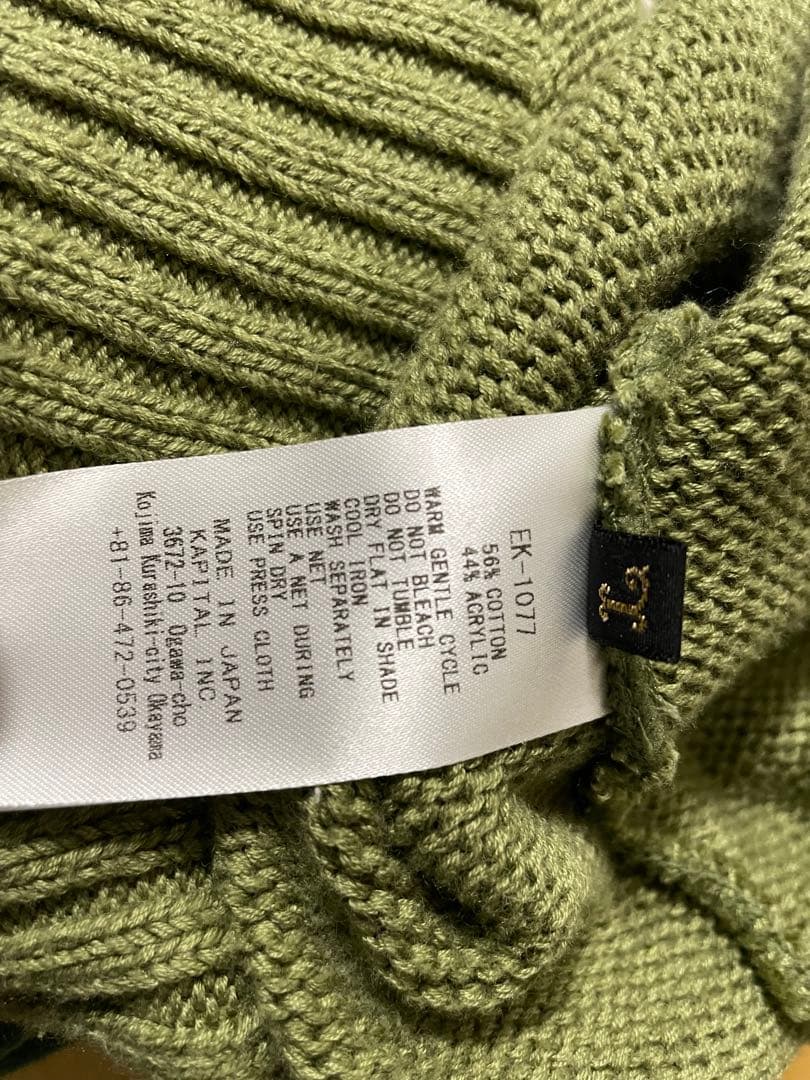 EK-1077
56% COTTON
44% ACRYLIC
WARM GENTLE CYCLE
DO NOT BLEACH
DO NOT TUMBLE
DRY FLAT IN SHADE
COOL IRON
WASH SEPARATELY
USE NET
USE A NET DURING
SPIN DRY
USE PRESS CLOTH
MADE IN JAPAN
KAPITAL INC
3672-10 Ogawa-cho
Kojima Kurashiki-city Okayama
+81-86-472-0539
L